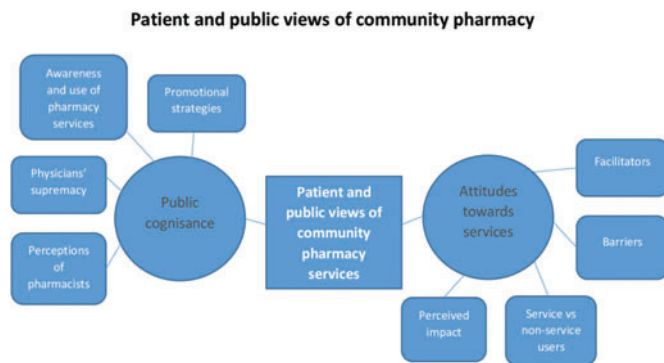 Patient and public views of community pharmacy
Awareness
and use of
pharmacy
services
Promotional
strategies
Physicians'
supremacy
Public
cognisance
Perceptions
of
pharmacists
Patient and
public views of
community
pharmacy
services
Attitudes
towards
services
Facilitators
Barriers
Perceived
impact
Service vs
non-service
users